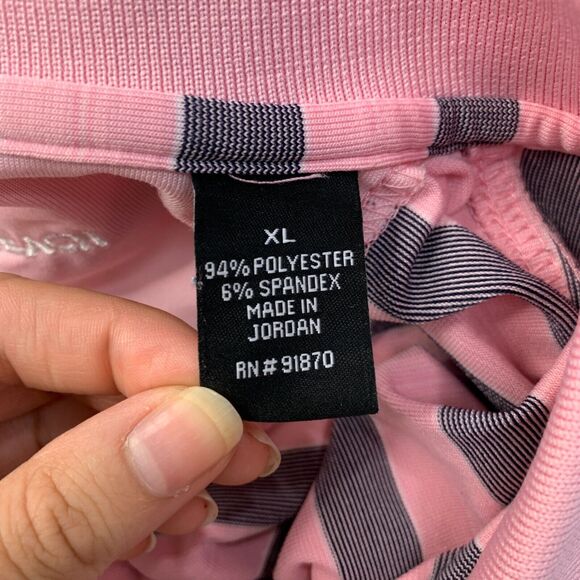 XL
94% POLYESTER
6% SPANDEX
MADE IN
JORDAN
RN# 91870